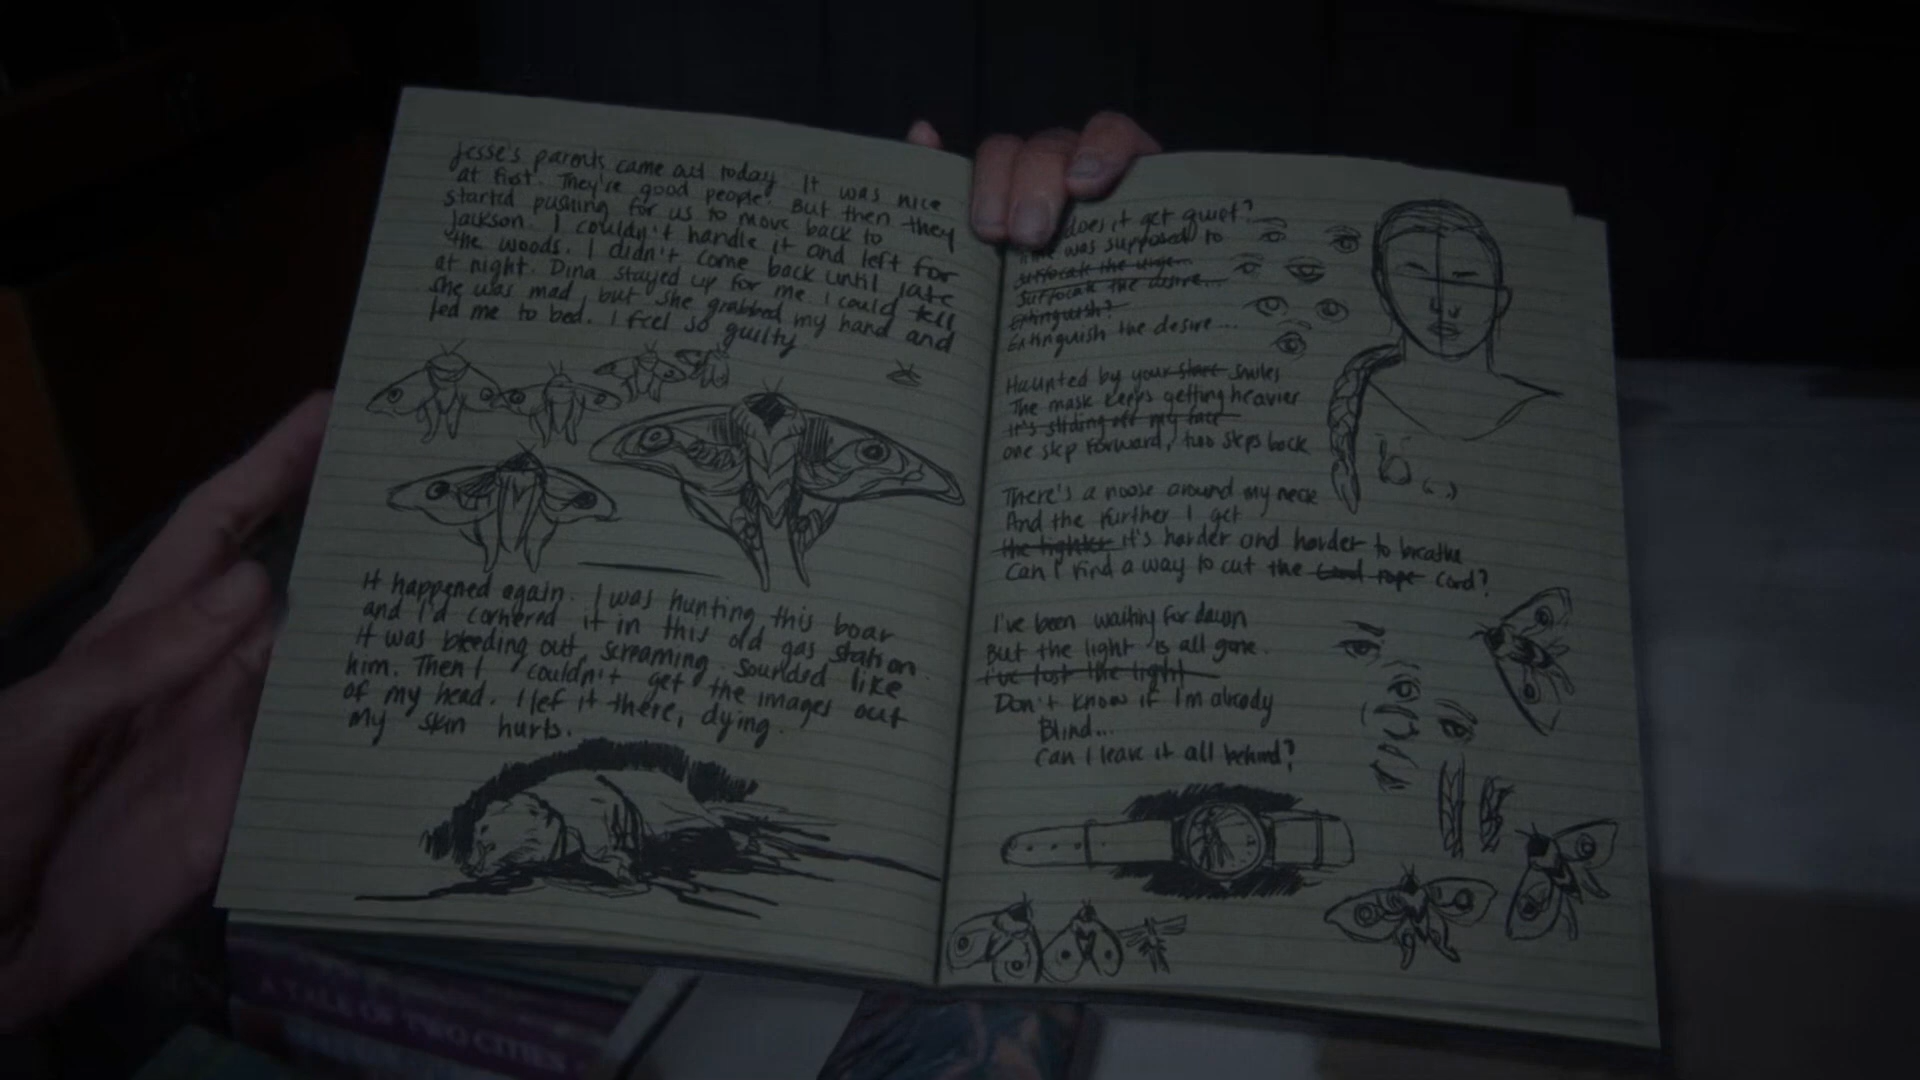 Jesse's parents came out today. It was nice
at first. They're good people. But then they
started pushing for us to move back to
Jackson. I couldn't handle it and left for
the woods. I didn't come back until late
at night. Dina stayed up for me. I could tell
she was mad, but she grabbed my hand and
led me to bed. I feel so
guilty
It happened again. I was hunting this boar
and I'd cornered it in this old gas station.
It was bleeding out, screaming. Sounded like
him. Then I couldn't get the images out
of my head. I left it there, dying.
My skin hurts.
does it get quiet?
was supposed to
suffocate the urge...
suffocate the desire...
Extinguish?
Extinguish the desire...
Haunted by your stare smiles
The mask keeps getting heavier
It's sliding off my face
one step forward, two steps back
There's a noose around my neck
And the further I get
the tighter it's harder and harder to breathe
Can I find a way to cut the cord rope cord?
I've been waiting for dawn
But the light is all gone.
I've lost the light
Don't know if I'm already
Blind...
Can I leave it all behind?
A TALE OF TWO CITIES